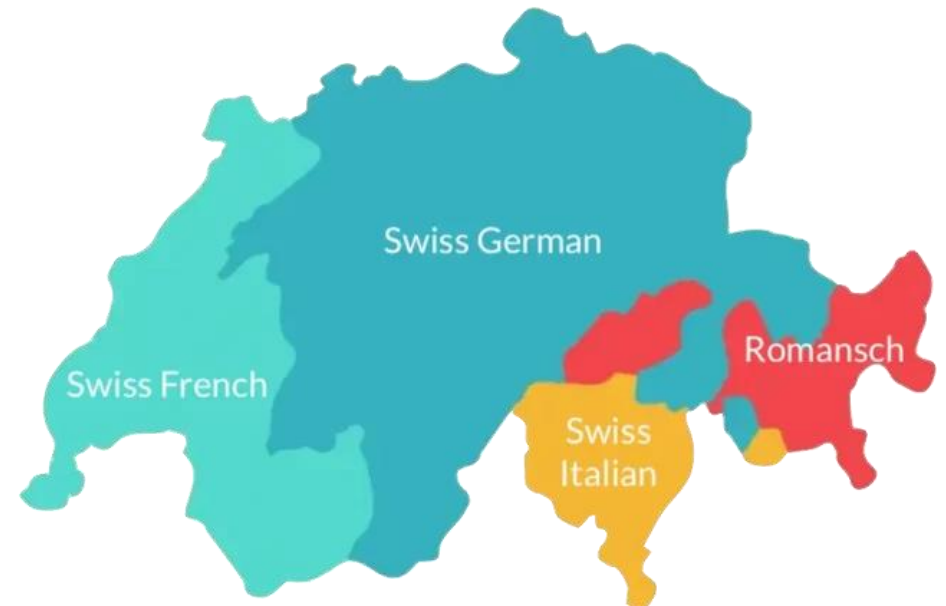 Swiss German
Romansch
Swiss French
Swiss
Italian